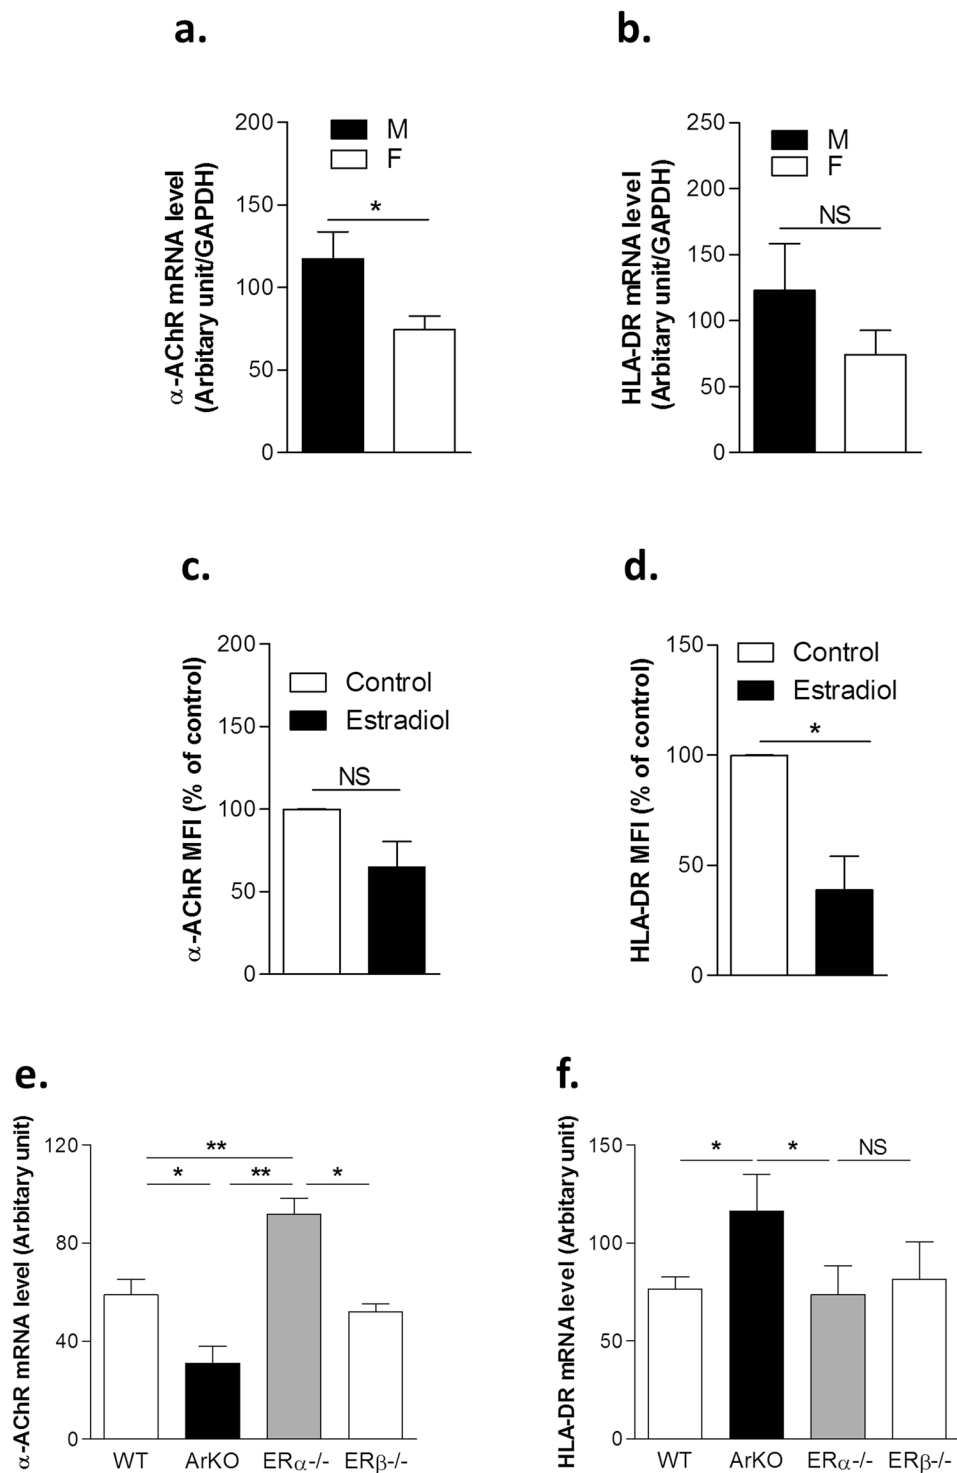 a.
α-AChR mRNA level
(Arbitary unit/GAPDH)
200
150
100
50
0
M
F
*
b.
HLA-DR mRNA level
(Arbitary unit/GAPDH)
250
200
150
100
50
0
M
F
NS
c.
α-AChR MFI (% of control)
200
150
100
50
0
Control
Estradiol
NS
d.
HLA-DR MFI (% of control)
150
100
50
0
Control
Estradiol
*
e.
α-AChR mRNA level (Arbitary unit)
120
80
40
0
**
* ** *
WT ArKO ERα-/- ERβ-/-
f.
HLA-DR mRNA level (Arbitary unit)
150
100
50
0
* * NS
WT ArKO ERα-/- ERβ-/-